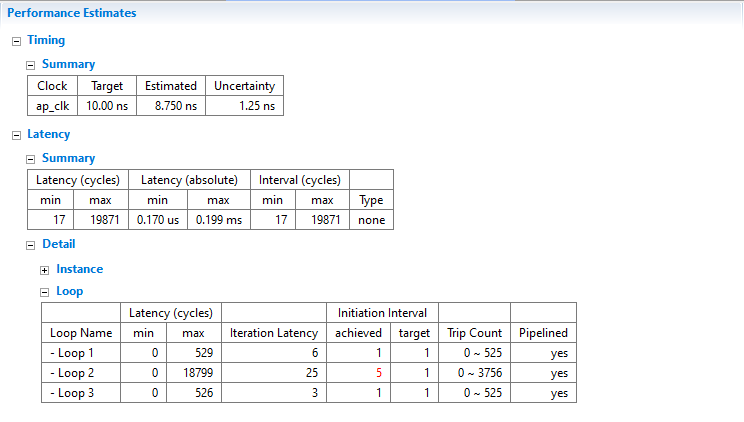 Performance Estimates
Timing
Summary
Clock Target Estimated Uncertainty
ap_clk 10.00 ns 8.750 ns 1.25 ns
Latency
Summary
Latency (cycles) Latency (absolute) Interval (cycles)
min max min max min max Type
17 19871 0.170 us 0.199 ms 17 19871 none
Detail
Instance
Loop
Latency (cycles) Initiation Interval
Loop Name min max Iteration Latency achieved target Trip Count Pipelined
- Loop 1 0 529 6 1 1 0 ~ 525 yes
- Loop 2 0 18799 25 5 1 0 ~ 3756 yes
- Loop 3 0 526 3 1 1 0 ~ 525 yes